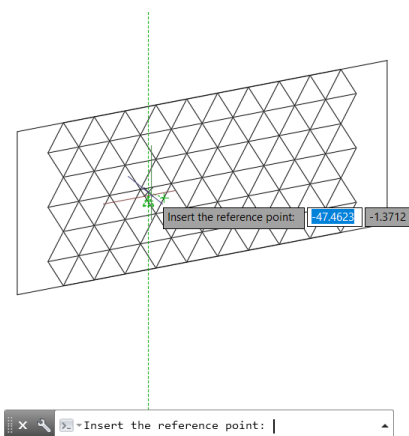 Insert the reference point: -47.4623 -1.3712
Insert the reference point: